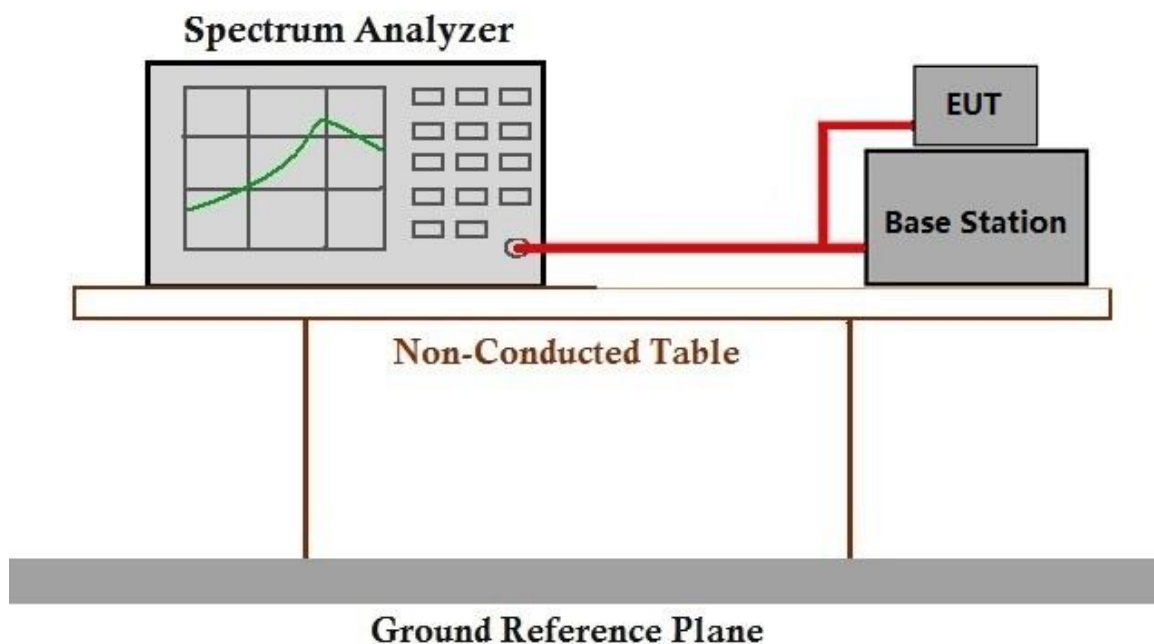 Spectrum Analyzer
EUT
Base Station
Non-Conducted Table
Ground Reference Plane